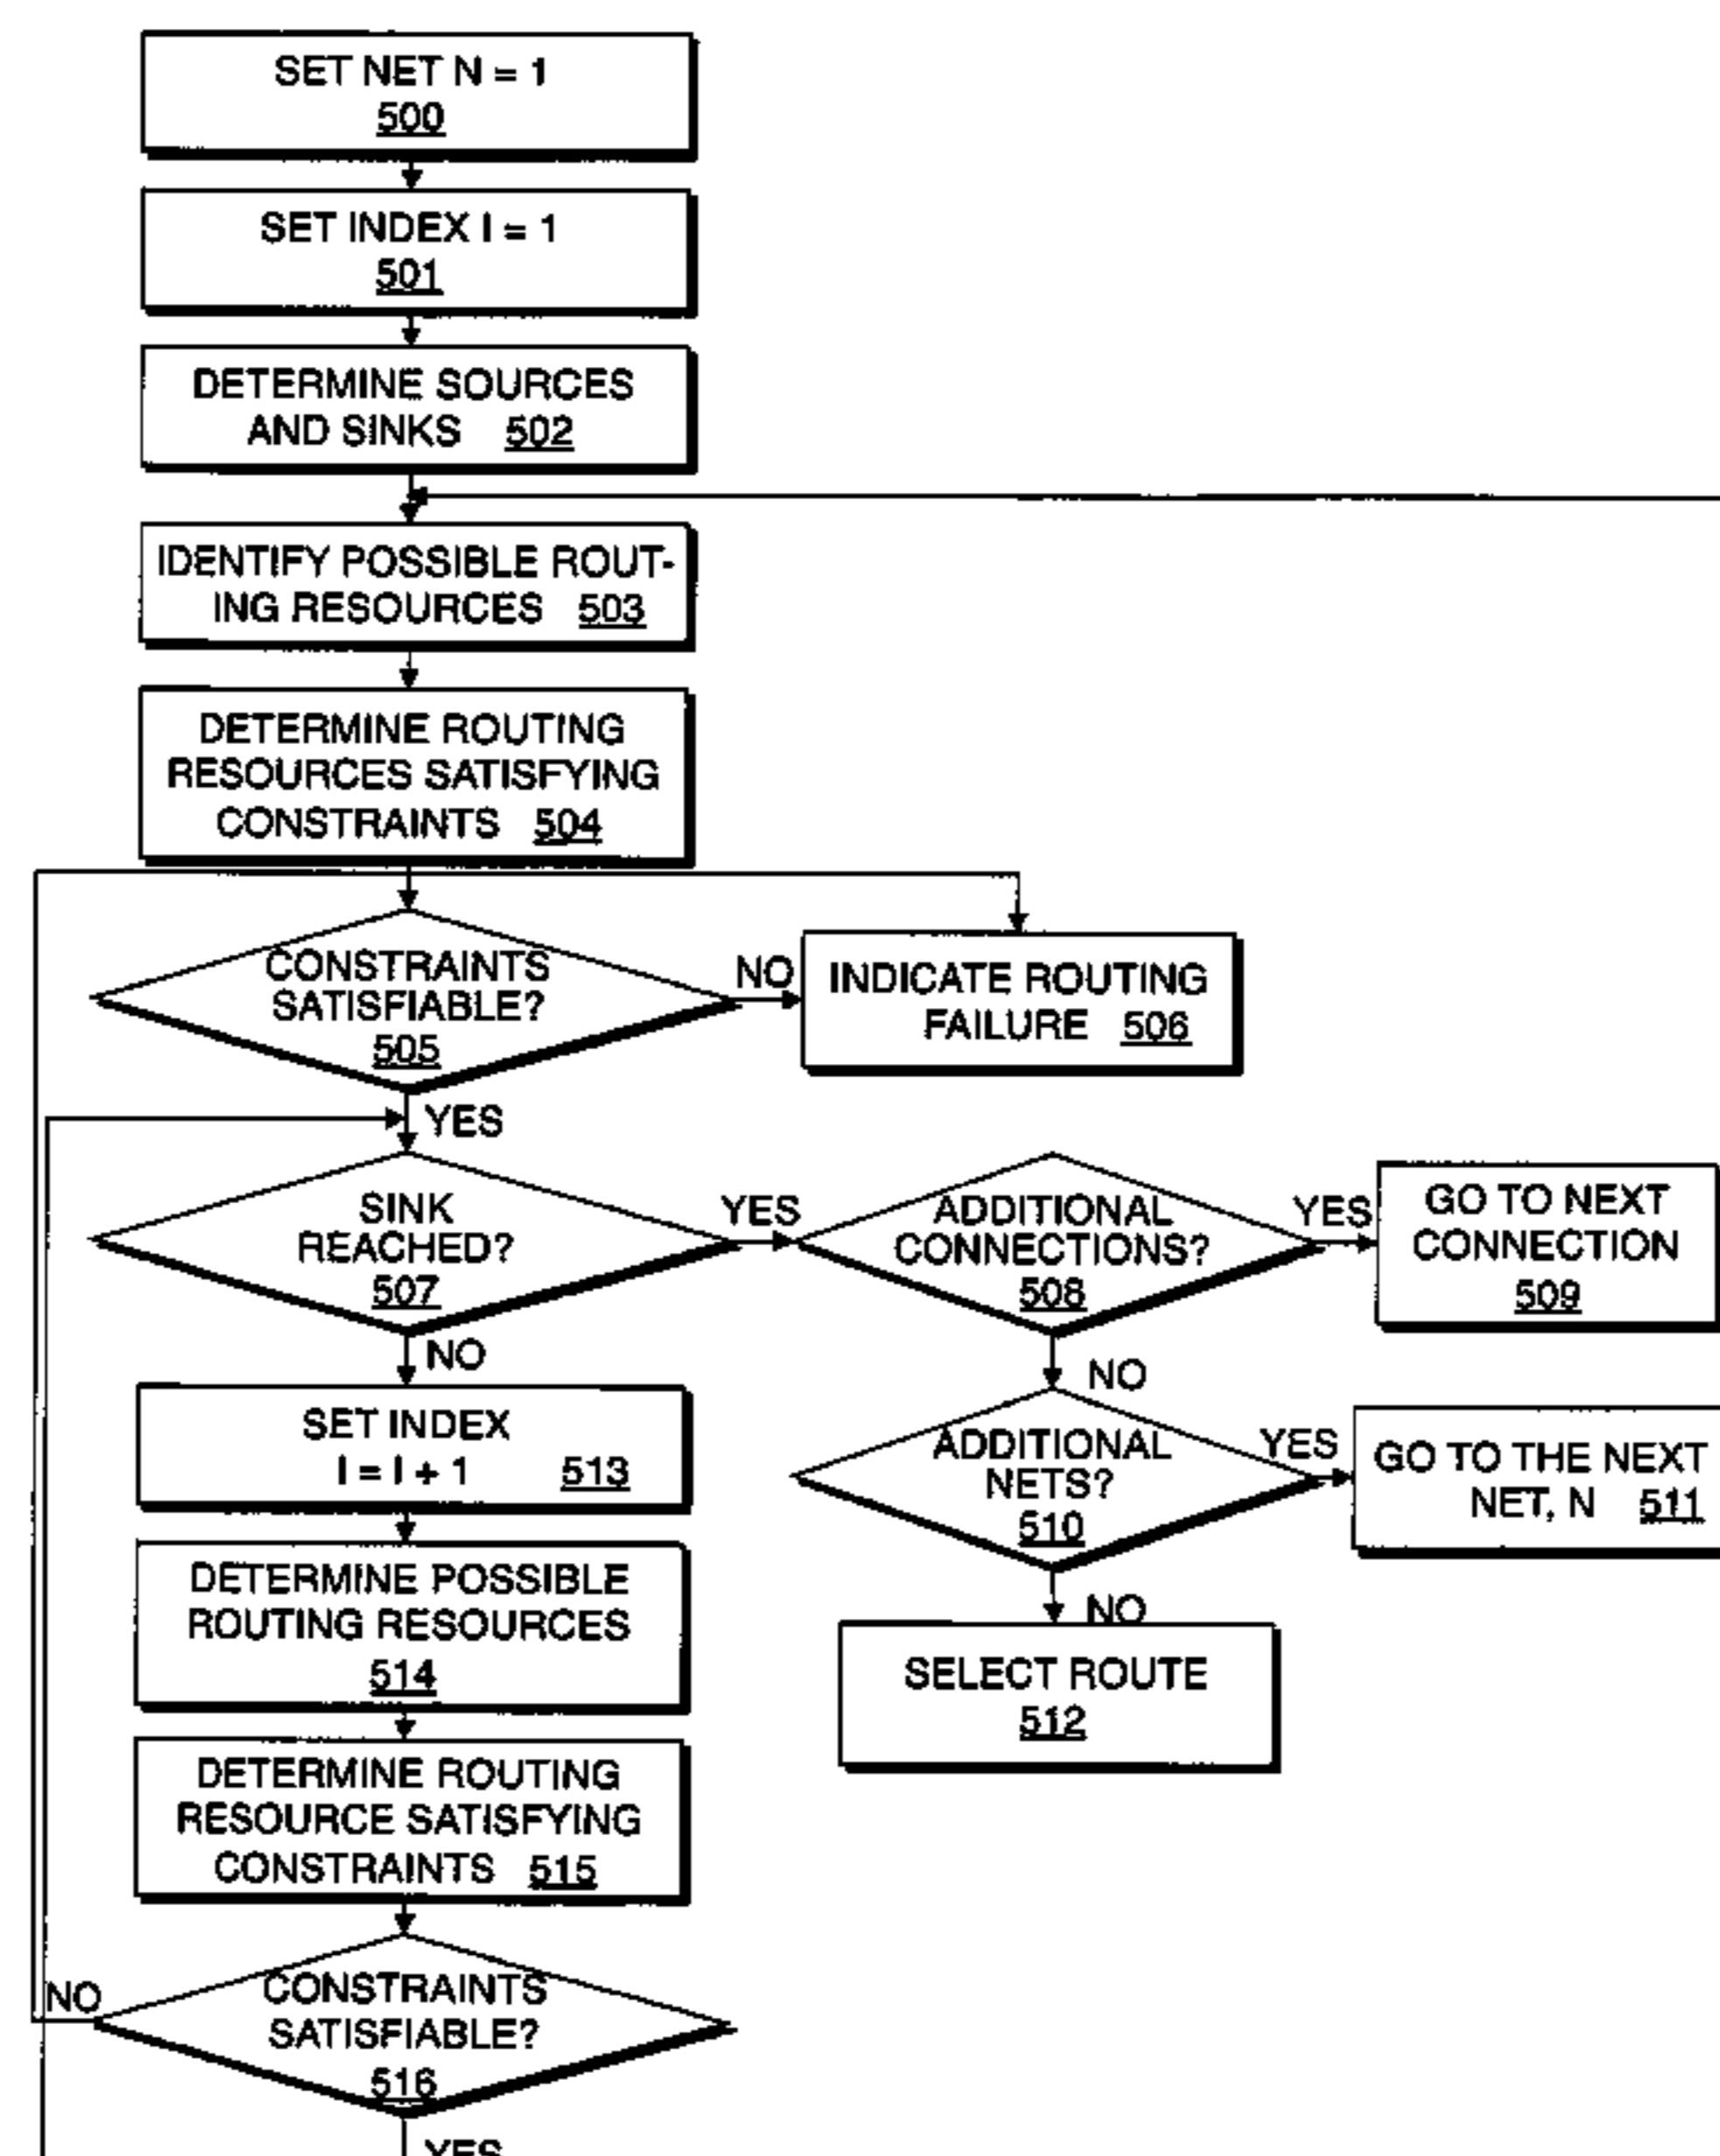 SET NET N = 1
500
SET INDEX I = 1
501
DETERMINE SOURCES
AND SINKS 502
IDENTIFY POSSIBLE ROUT-
ING RESOURCES 503
DETERMINE ROUTING
RESOURCES SATISFYING
CONSTRAINTS 504
CONSTRAINTS
SATISFIABLE?
505
NO
INDICATE ROUTING
FAILURE 506
YES
SINK
REACHED?
507
YES
ADDITIONAL
CONNECTIONS?
508
YES
GO TO NEXT
CONNECTION
509
NO
SET INDEX
I = I + 1 513
NO
ADDITIONAL
NETS?
510
YES
GO TO THE NEXT
NET, N 511
NO
SELECT ROUTE
512
DETERMINE POSSIBLE
ROUTING RESOURCES
514
DETERMINE ROUTING
RESOURCE SATISFYING
CONSTRAINTS 515
NO
CONSTRAINTS
SATISFIABLE?
516
YES